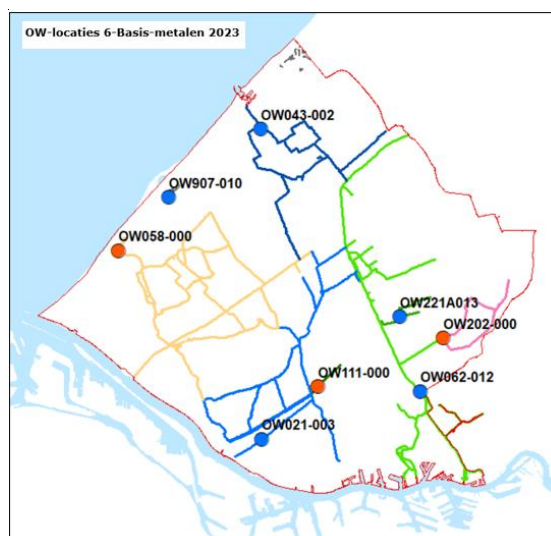 OW-locaties 6-Basis-metalen 2023
OW043-002
OW907-010
OW058-000
OW221A013
OW202-000
OW111-000
OW062-012
OW021-003